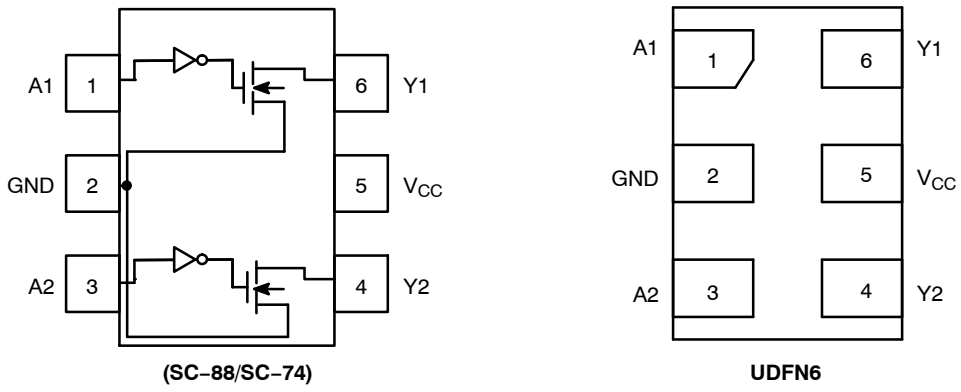 A1 1 6 Y1
GND 2 5 VCC
A2 3 4 Y2
(SC–88/SC–74)
A1 1 6 Y1
GND 2 5 VCC
A2 3 4 Y2
UDFN6